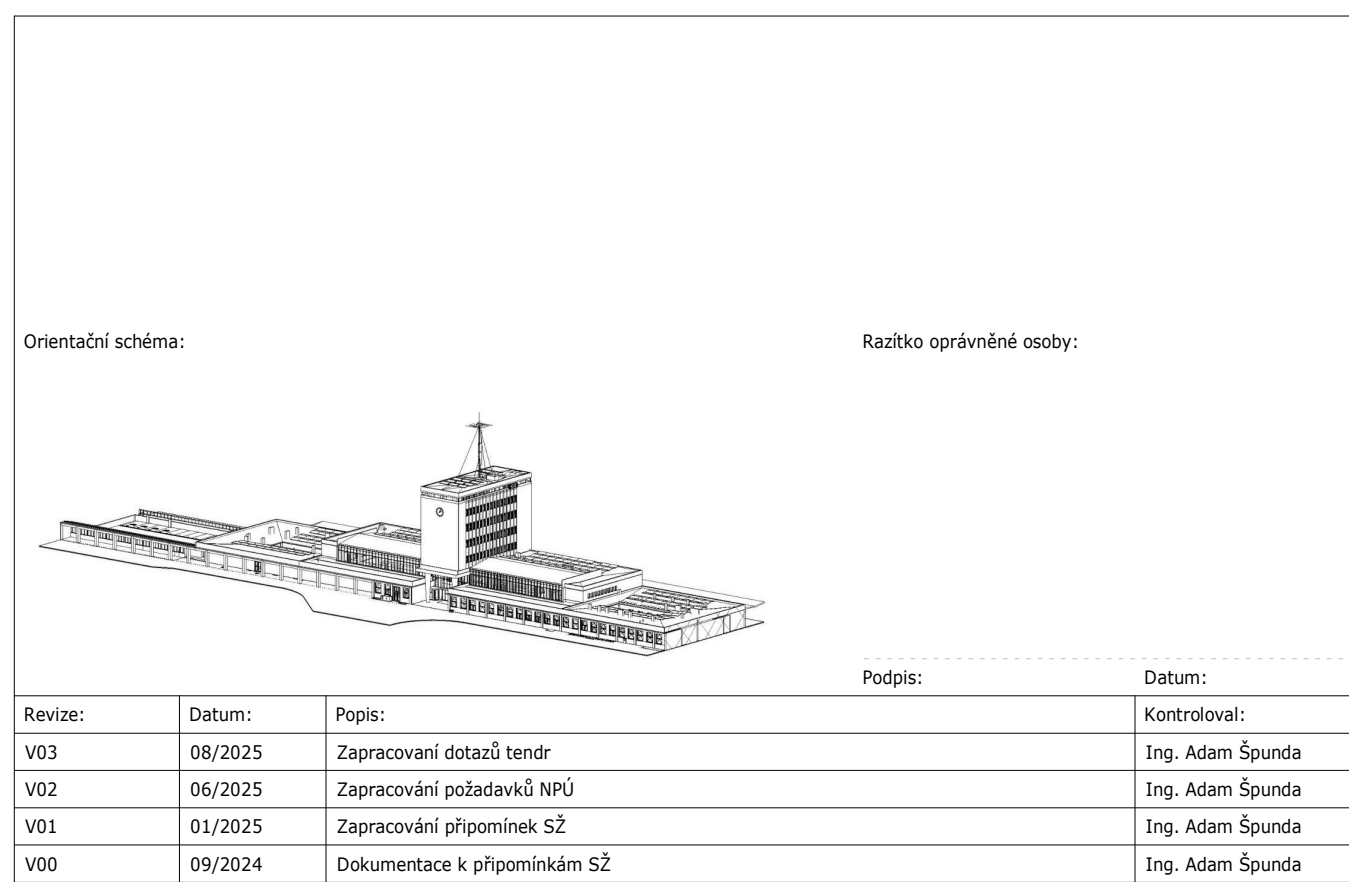 Orientační schéma: Razítko oprávněné osoby:
Podpis: Datum:
Revize: Datum: Popis: Kontroloval:
V03 08/2025 Zapracovaní dotazů tendr Ing. Adam Špunda
V02 06/2025 Zapracování požadavků NPÚ Ing. Adam Špunda
V01 01/2025 Zapracování připomínek SŽ Ing. Adam Špunda
V00 09/2024 Dokumentace k připomínkám SŽ Ing. Adam Špunda